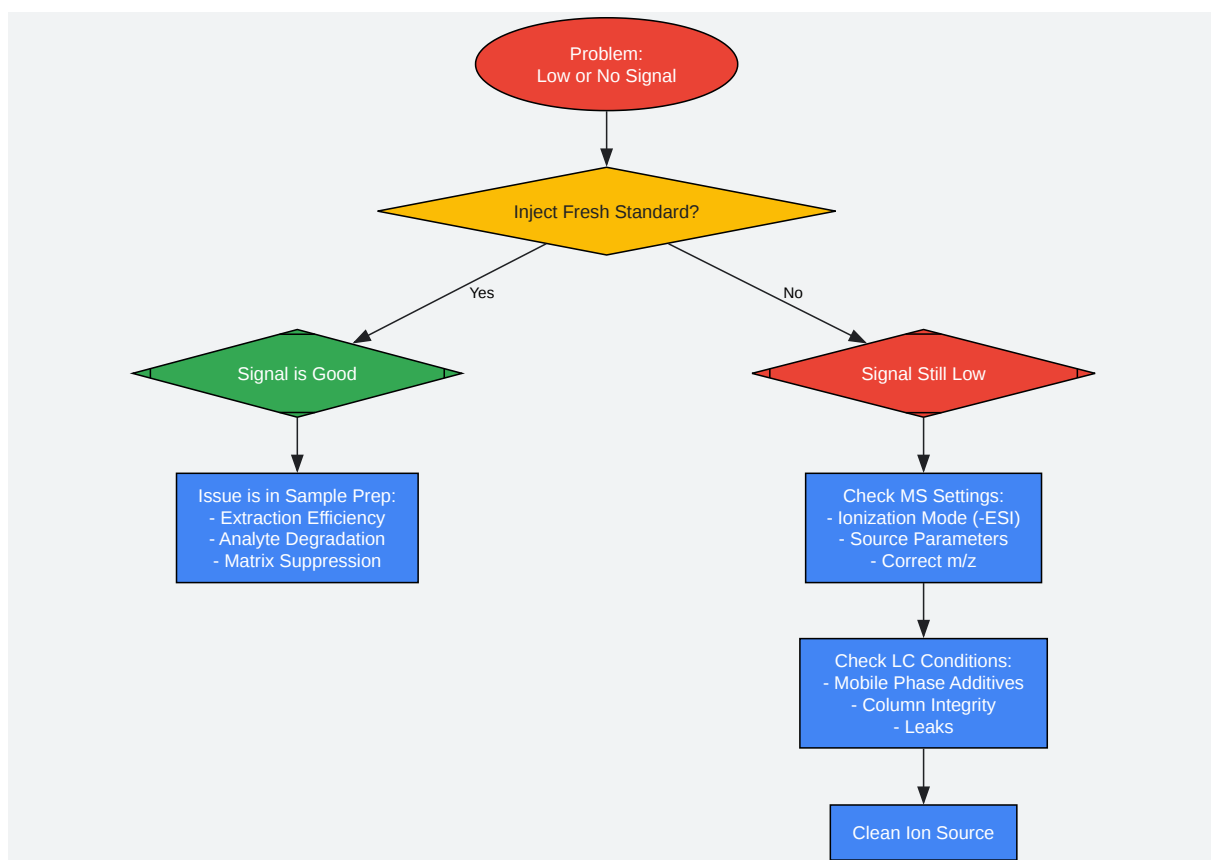 Problem:
Low or No Signal
Inject Fresh Standard?
Yes
No
Signal is Good
Signal Still Low
Issue is in Sample Prep:
- Extraction Efficiency
- Analyte Degradation
- Matrix Suppression
Check MS Settings:
- Ionization Mode (-ESI)
- Source Parameters
- Correct m/z
Check LC Conditions:
- Mobile Phase Additives
- Column Integrity
- Leaks
Clean Ion Source